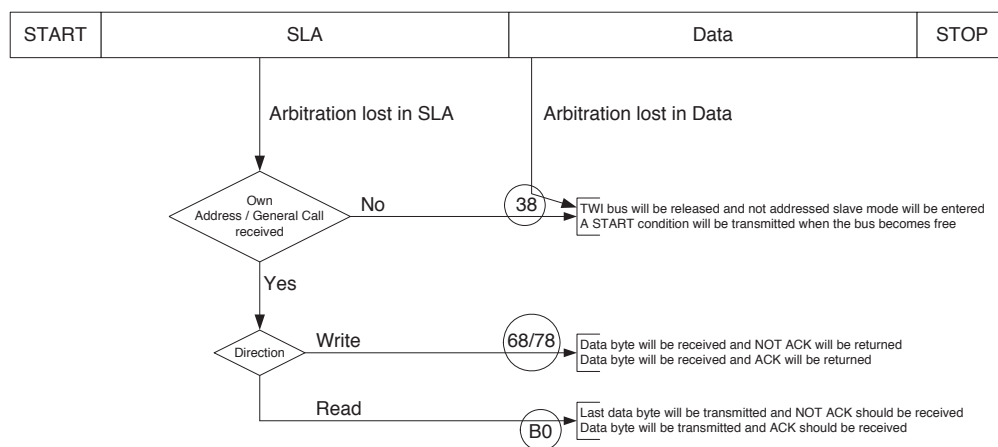 START SLA Data STOP
Arbitration lost in SLA Arbitration lost in Data
Own
Address / General Call
received
No
38
TWI bus will be released and not addressed slave mode will be entered
A START condition will be transmitted when the bus becomes free
Yes
Direction
Write
68/78
Data byte will be received and NOT ACK will be returned
Data byte will be received and ACK will be returned
Read
B0
Last data byte will be transmitted and NOT ACK should be received
Data byte will be transmitted and ACK should be received